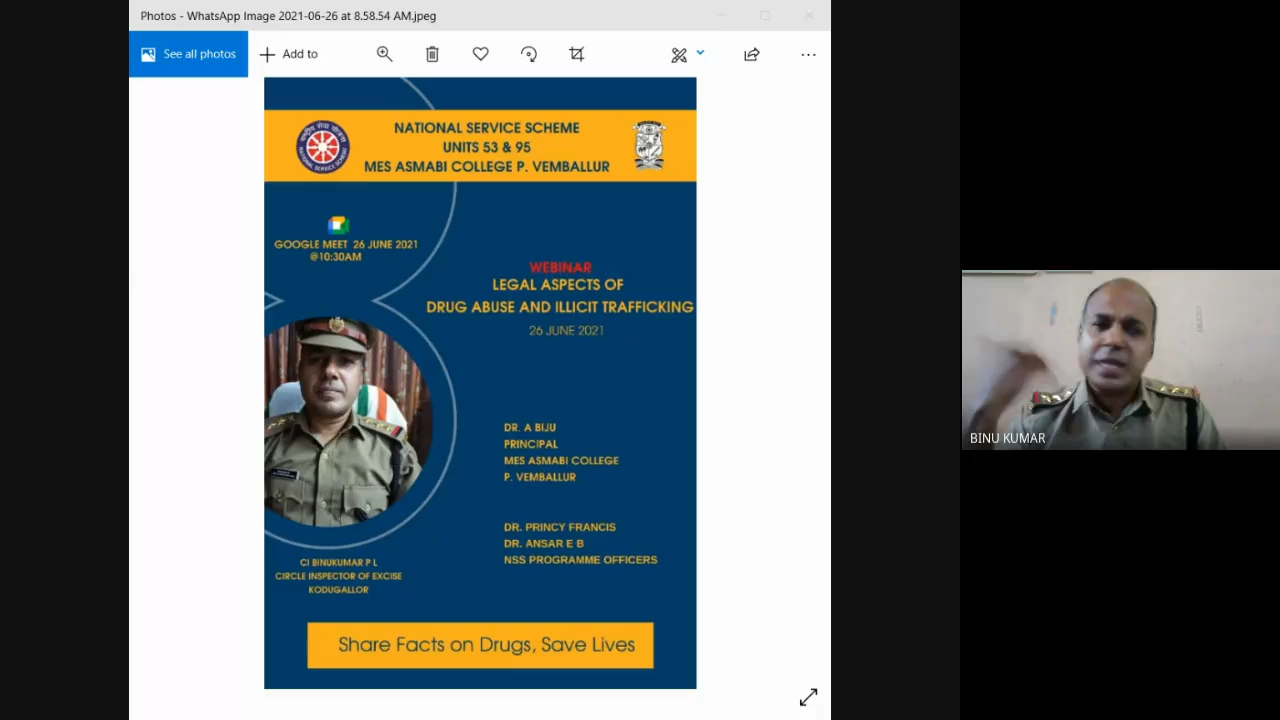 Photos - WhatsApp Image 2021-06-26 at 8.58.54 AM.jpeg
See all photos
Add to
NATIONAL SERVICE SCHEME
UNITS 53 & 95
MES ASMABI COLLEGE P. VEMBALLUR
GOOGLE MEET 26 JUNE 2021
@10:30AM
WEBINAR
LEGAL ASPECTS OF
DRUG ABUSE AND ILLICIT TRAFFICKING
26 JUNE 2021
DR. A BIJU
PRINCIPAL
MES ASMABI COLLEGE
P. VEMBALLUR
DR. PRINCY FRANCIS
DR. ANSAR E B
NSS PROGRAMME OFFICERS
CI BINUKUMAR P L
CIRCLE INSPECTOR OF EXCISE
KODUGALLOR
Share Facts on Drugs, Save Lives
BINU KUMAR